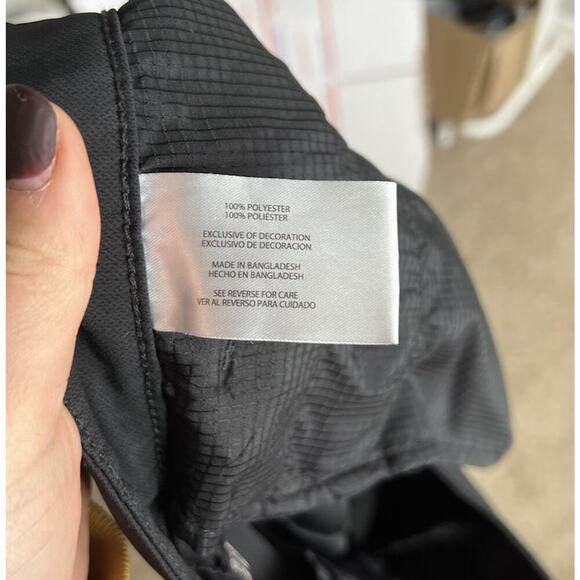 100% POLYESTER
100% POLIÉSTER
EXCLUSIVE OF DECORATION
EXCLUSIVO DE DECORACION
MADE IN BANGLADESH
HECHO EN BANGLADESH
SEE REVERSE FOR CARE
VER AL REVERSO PARA CUIDADO